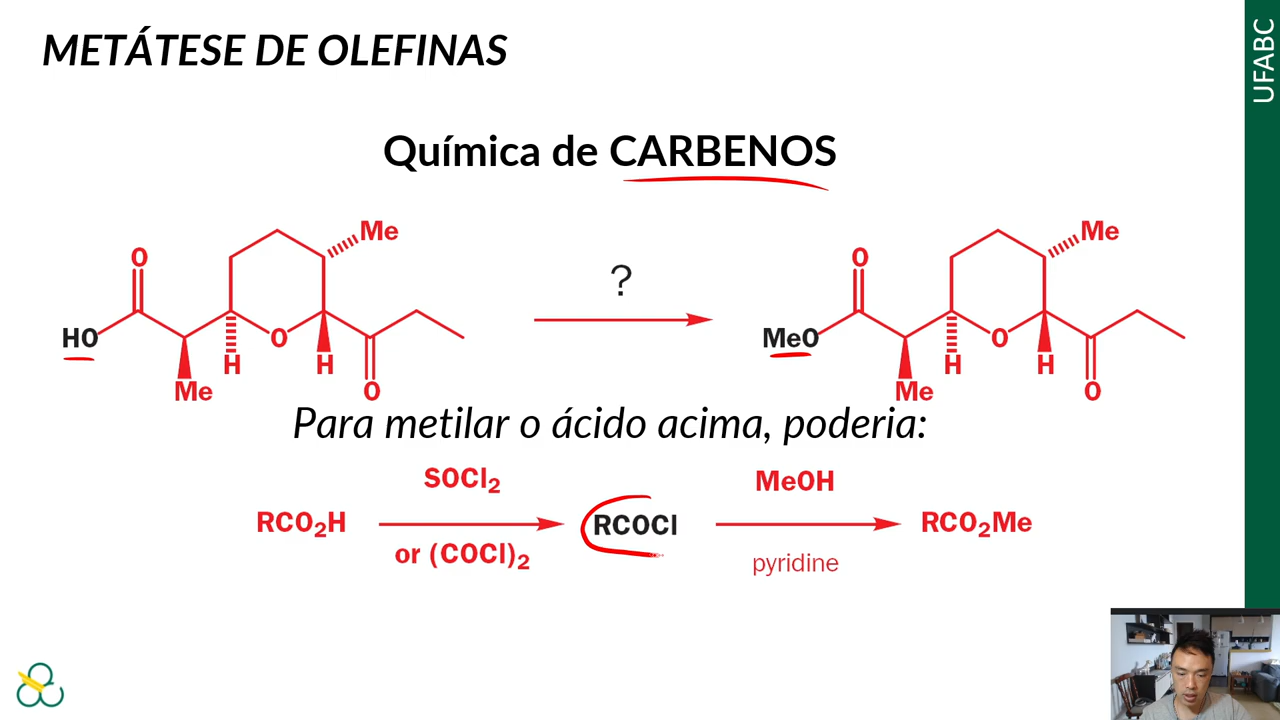 METÁTESE DE OLEFINAS
UFABC
Química de CARBENOS
Me
O
HO
O
H
H
Me
O
?
Me
O
MeO
O
H
H
Me
O
Para metilar o ácido acima, poderia:
SOCl2
MeOH
RCO2H
RCOCl
RCO2Me
or (COCl)2
pyridine